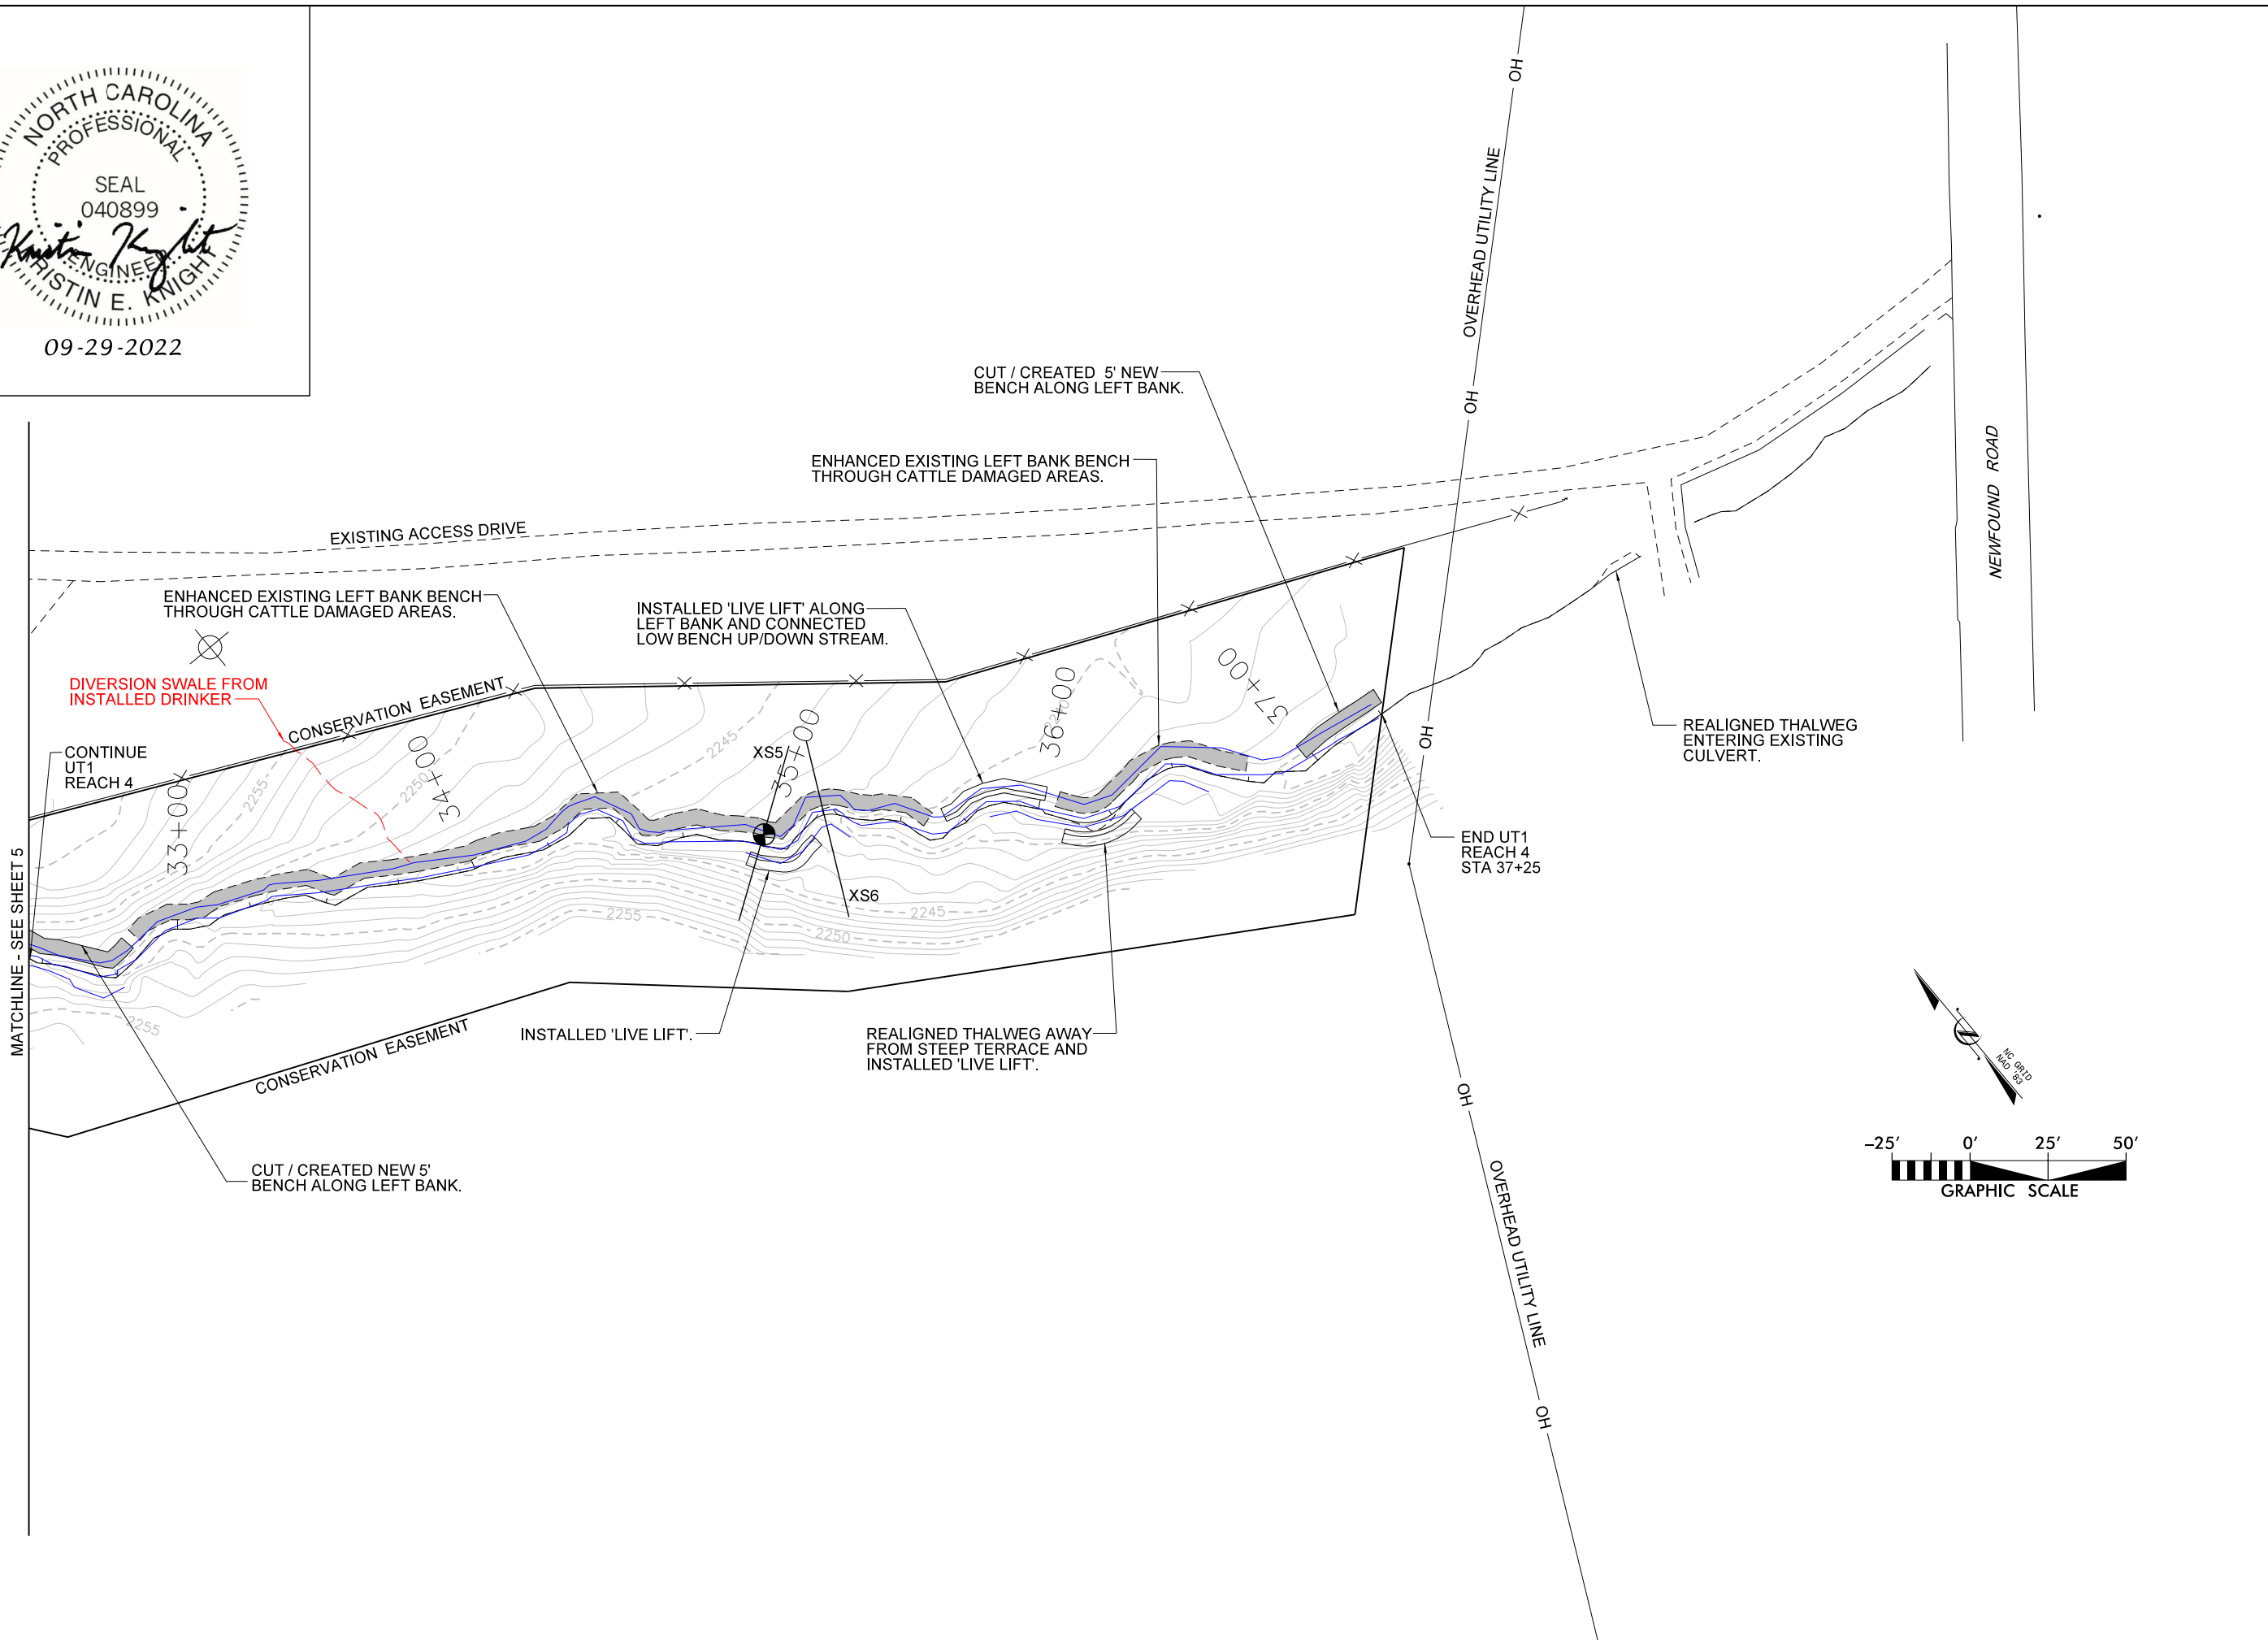 NORTH CAROLINA
PROFESSIONAL
SEAL
040899
ENGINEER
KRISTIN E. KNIGHT
Kristin Knight
09-29-2022
OH
OVERHEAD UTILITY LINE
OH
CUT / CREATED 5' NEW
BENCH ALONG LEFT BANK.
ENHANCED EXISTING LEFT BANK BENCH
THROUGH CATTLE DAMAGED AREAS.
NEWFOUND ROAD
EXISTING ACCESS DRIVE
ENHANCED EXISTING LEFT BANK BENCH
THROUGH CATTLE DAMAGED AREAS.
INSTALLED 'LIVE LIFT' ALONG
LEFT BANK AND CONNECTED
LOW BENCH UP/DOWN STREAM.
DIVERSION SWALE FROM
INSTALLED DRINKER
CONSERVATION EASEMENT
CONTINUE
UT1
REACH 4
33+00
2255
34+00
2250
2245
XS5
35+00
36+00
2240
37+00
OH
REALIGNED THALWEG
ENTERING EXISTING
CULVERT.
END UT1
REACH 4
STA 37+25
XS6
2255
2245
2250
2255
MATCHLINE - SEE SHEET 5
INSTALLED 'LIVE LIFT'.
REALIGNED THALWEG AWAY
FROM STEEP TERRACE AND
INSTALLED 'LIVE LIFT'.
CONSERVATION EASEMENT
CUT / CREATED NEW 5'
BENCH ALONG LEFT BANK.
OH
OVERHEAD UTILITY LINE
OH
NC GRID
NAD '83
-25' 0' 25' 50'
GRAPHIC SCALE